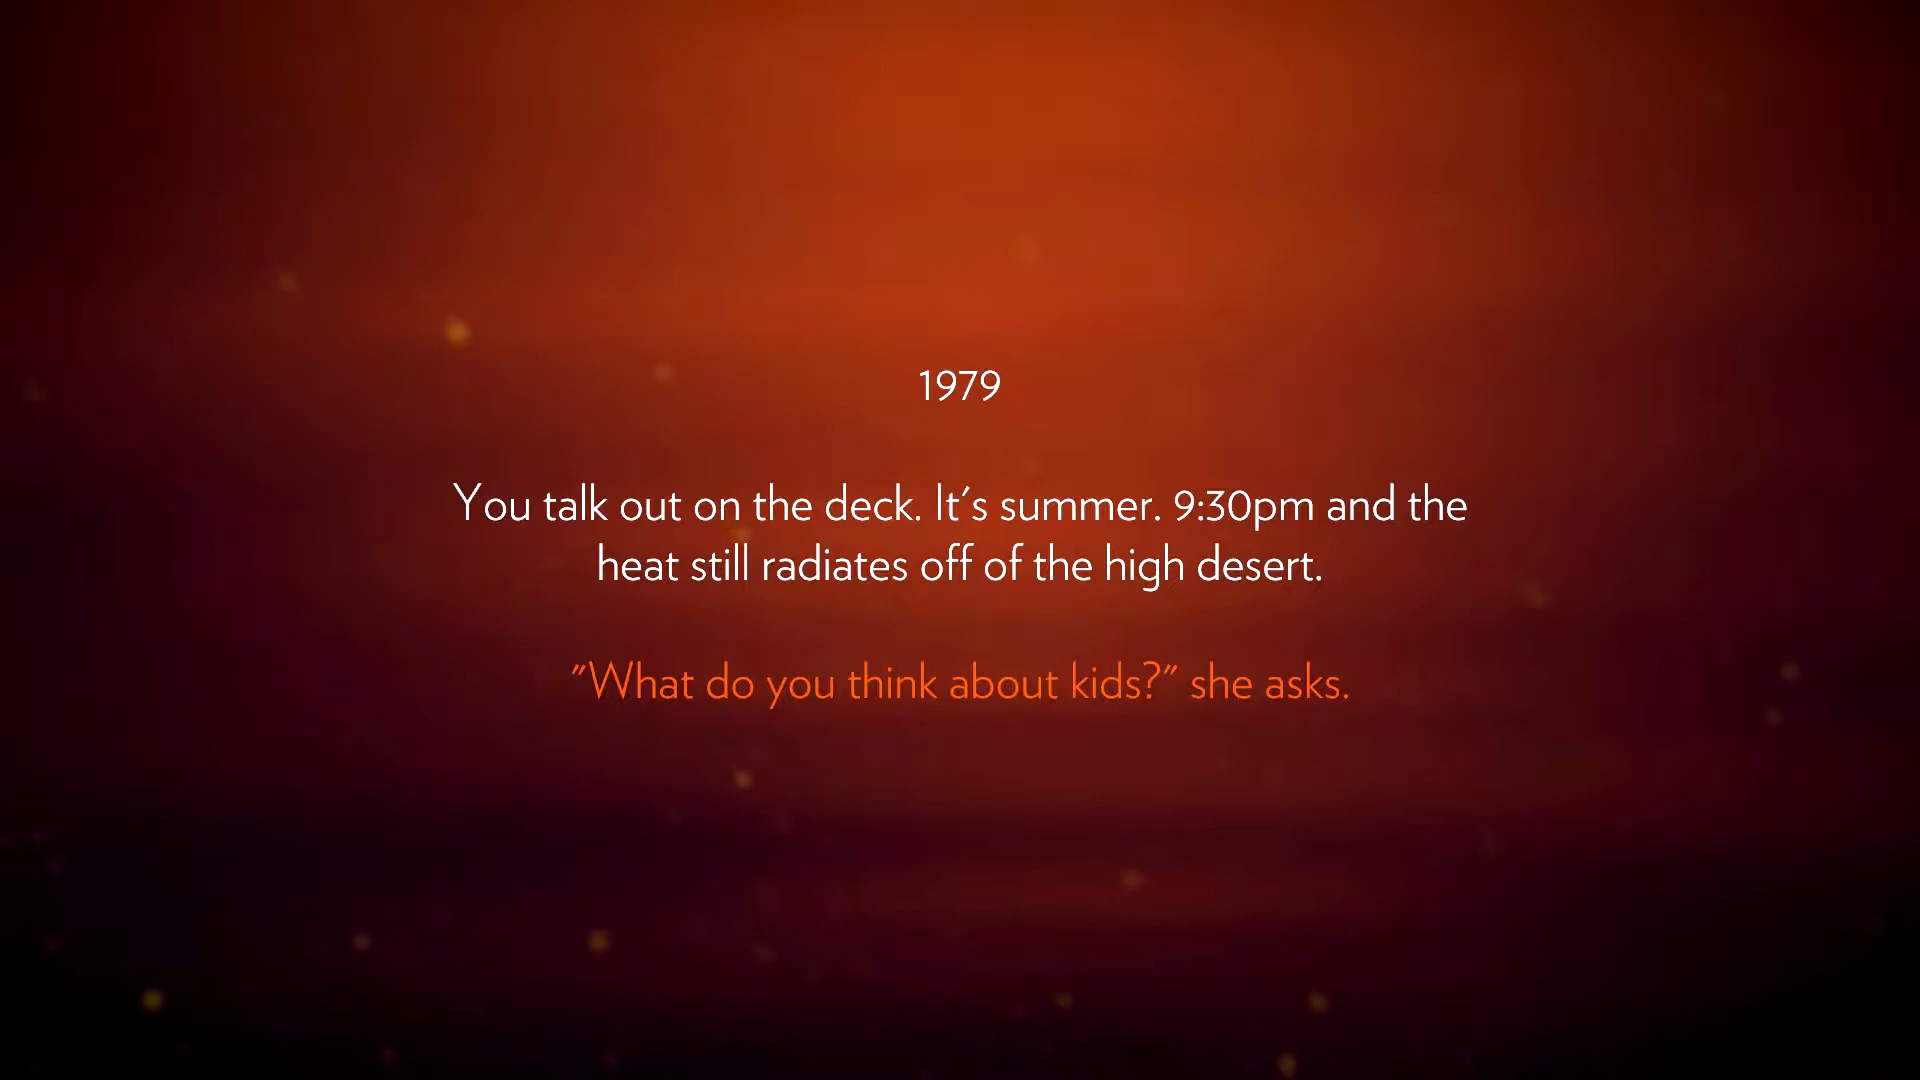 1979
You talk out on the deck. It's summer. 9:30pm and the
heat still radiates off of the high desert.
"What do you think about kids?" she asks.